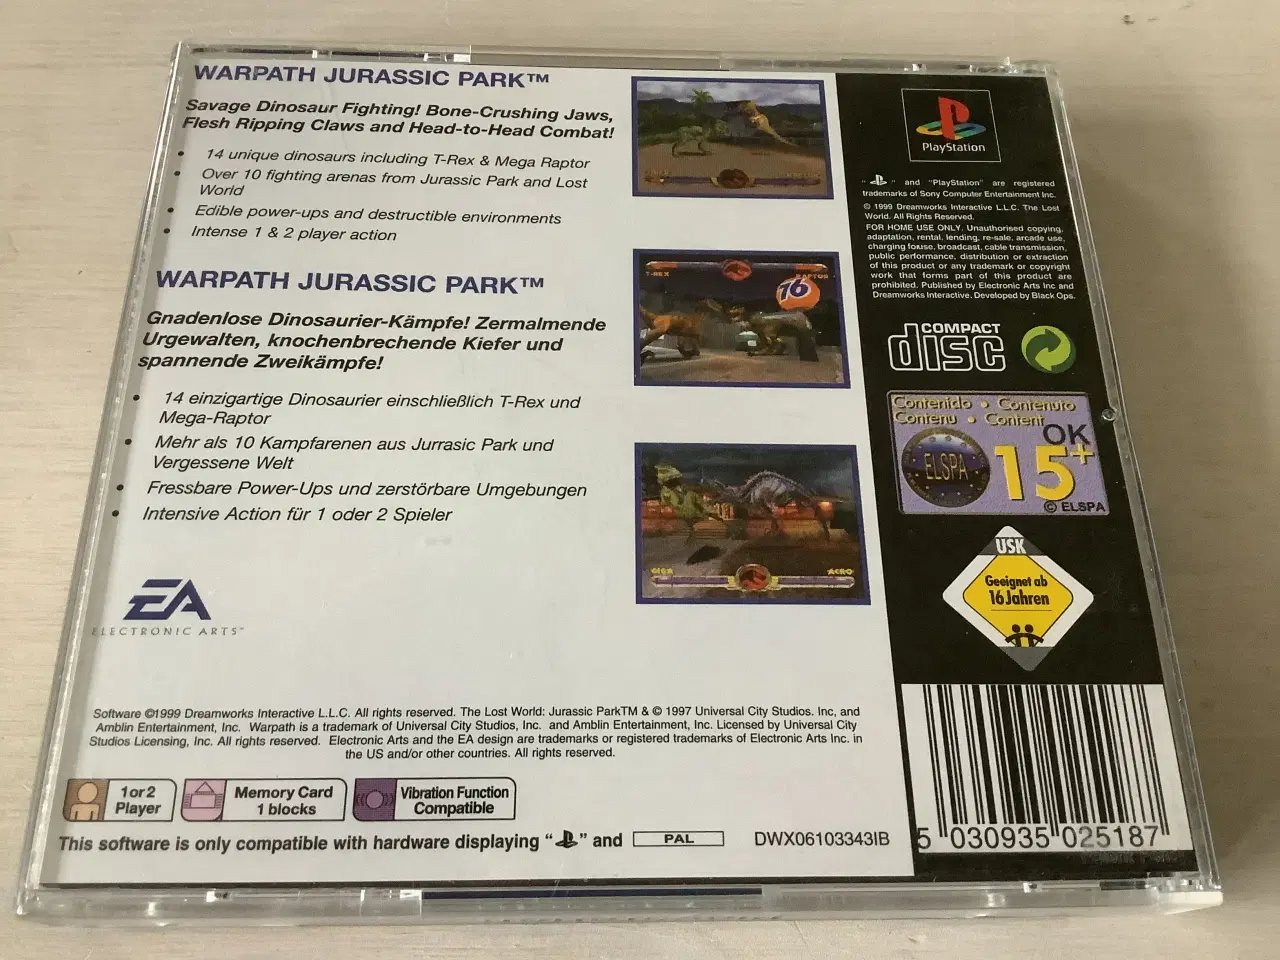 WARPATH JURASSIC PARK™
Savage Dinosaur Fighting! Bone-Crushing Jaws,
Flesh Ripping Claws and Head-to-Head Combat!
• 14 unique dinosaurs including T-Rex & Mega Raptor
• Over 10 fighting arenas from Jurassic Park and Lost
World
• Edible power-ups and destructible environments
• Intense 1 & 2 player action
WARPATH JURASSIC PARK™
Gnadenlose Dinosaurier-Kämpfe! Zermalmende
Urgewalten, knochenbrechende Kiefer und
spannende Zweikämpfe!
• 14 einzigartige Dinosaurier einschließlich T-Rex und
Mega-Raptor
• Mehr als 10 Kampfarenen aus Jurrasic Park und
Vergessene Welt
• Fressbare Power-Ups und zerstörbare Umgebungen
• Intensive Action für 1 oder 2 Spieler
EA
ELECTRONIC ARTS™
T-REX RAPTOR
76
GIGA ACRO
PlayStation
" " and "PlayStation" are registered
trademarks of Sony Computer Entertainment Inc.
© 1999 Dreamworks Interactive L.L.C. The Lost
World. All Rights Reserved.
FOR HOME USE ONLY. Unauthorised copying,
adaptation, rental, lending, re-sale, arcade use,
charging fouse, broadcast, cable transmission,
public performance, distribution or extraction
of this product or any trademark or copyright
work that forms part of this product are
prohibited. Published by Electronic Arts Inc and
Dreamworks Interactive. Developed by Black Ops.
COMPACT
disc
Contenido • Contenuto
Contenu • Content
OK
ELSPA
15+
© ELSPA
USK
Geeignet ab
16 Jahren
Software ©1999 Dreamworks Interactive L.L.C. All rights reserved. The Lost World: Jurassic ParkTM & © 1997 Universal City Studios. Inc, and
Amblin Entertainment, Inc. Warpath is a trademark of Universal City Studios, Inc. and Amblin Entertainment, Inc. Licensed by Universal City
Studios Licensing, Inc. All rights reserved. Electronic Arts and the EA design are trademarks or registered trademarks of Electronic Arts Inc. in
the US and/or other countries. All rights reserved.
1 or 2
Player
Memory Card
1 blocks
Vibration Function
Compatible
This software is only compatible with hardware displaying " " and PAL DWX06103343IB
5 030935 025187